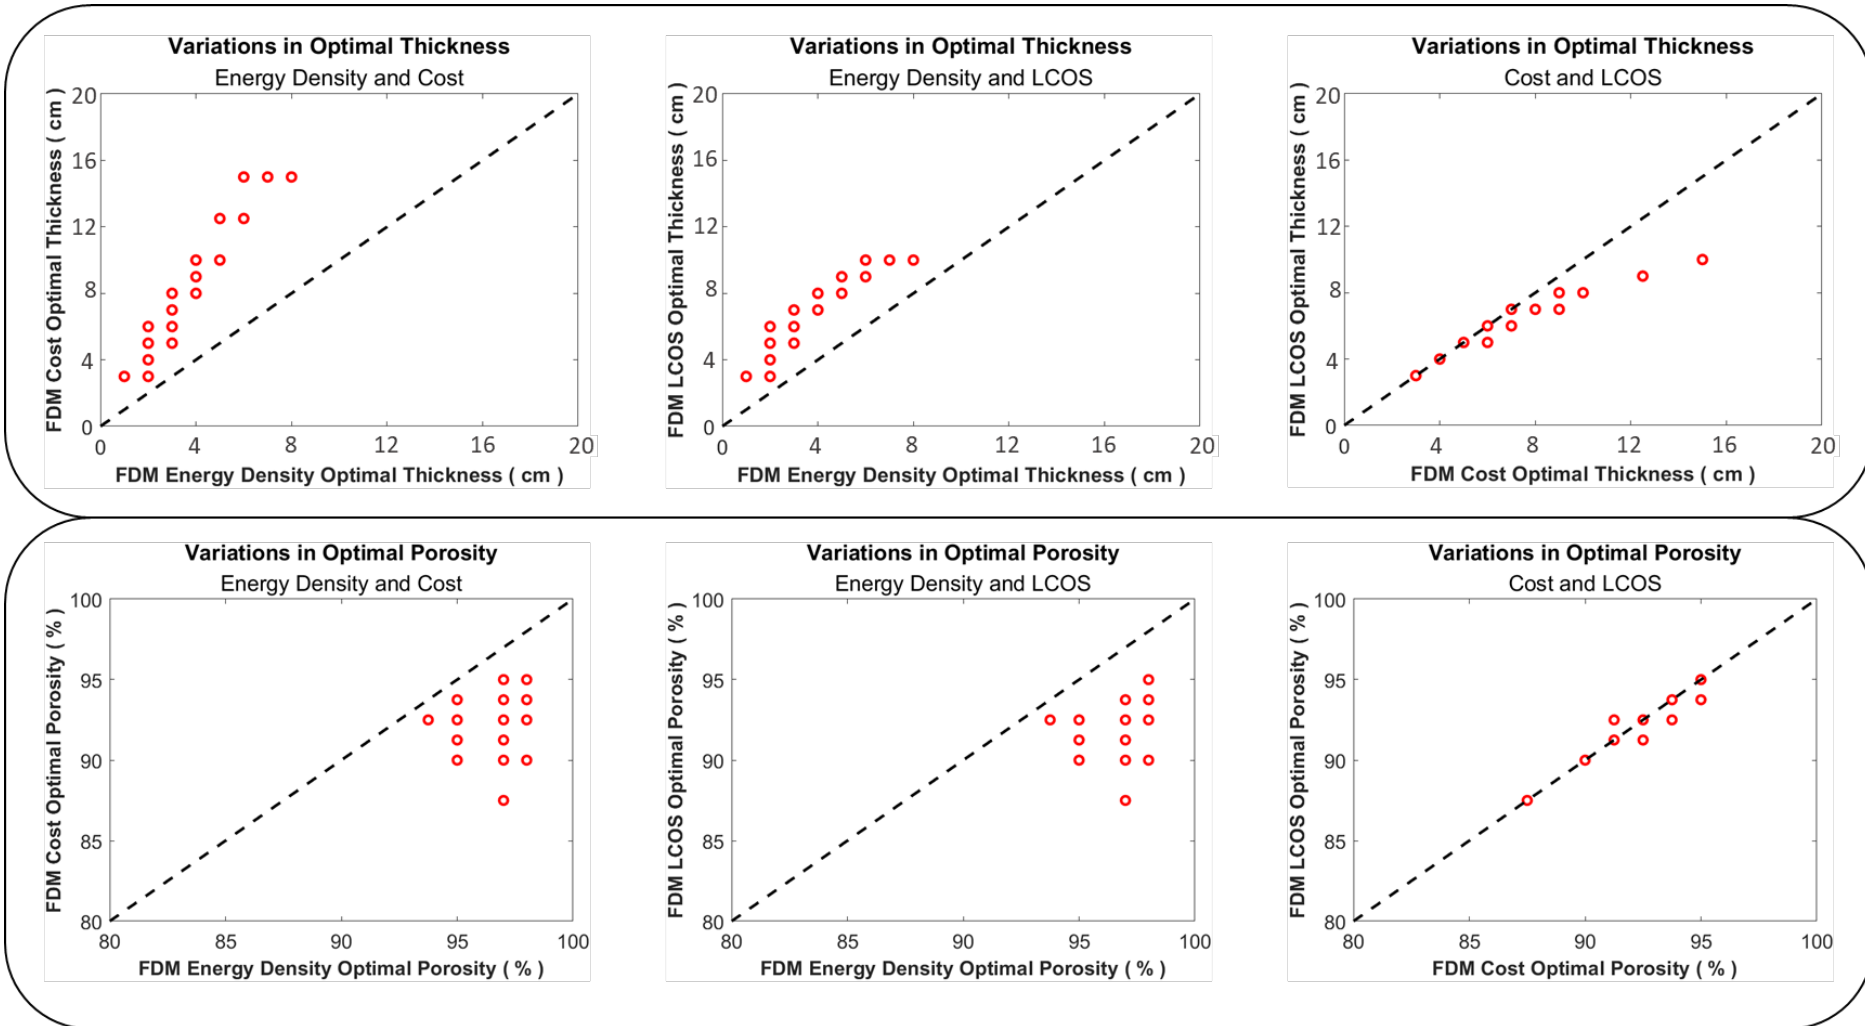 Variations in Optimal Thickness
Energy Density and Cost
20
16
12
8
4
0
FDM Cost Optimal Thickness ( cm )
0 4 8 12 16 20
FDM Energy Density Optimal Thickness ( cm )
Variations in Optimal Thickness
Energy Density and LCOS
20
16
12
8
4
0
FDM LCOS Optimal Thickness ( cm )
0 4 8 12 16 20
FDM Energy Density Optimal Thickness ( cm )
Variations in Optimal Thickness
Cost and LCOS
20
16
12
8
4
0
FDM LCOS Optimal Thickness ( cm )
0 4 8 12 16 20
FDM Cost Optimal Thickness ( cm )
Variations in Optimal Porosity
Energy Density and Cost
100
95
90
85
80
FDM Cost Optimal Porosity ( % )
80 85 90 95 100
FDM Energy Density Optimal Porosity ( % )
Variations in Optimal Porosity
Energy Density and LCOS
100
95
90
85
80
FDM LCOS Optimal Porosity ( % )
80 85 90 95 100
FDM Energy Density Optimal Porosity ( % )
Variations in Optimal Porosity
Cost and LCOS
100
95
90
85
80
FDM LCOS Optimal Porosity ( % )
80 85 90 95 100
FDM Cost Optimal Porosity ( % )